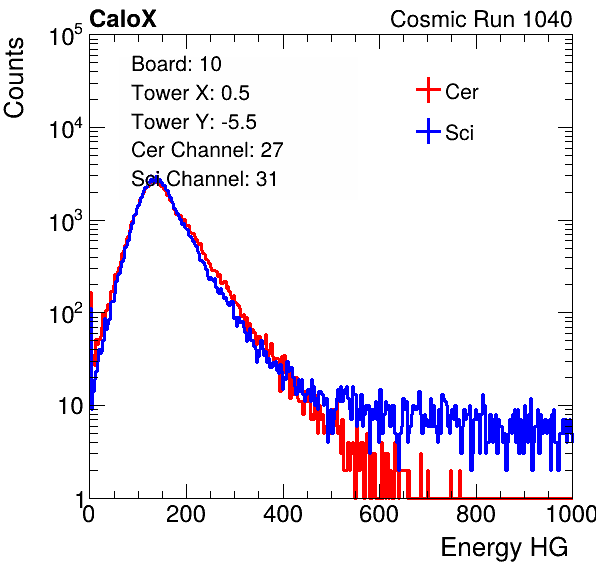 CaloX Cosmic Run 1040
Counts
10^5
10^4
10^3
10^2
10
1
Board: 10
Tower X: 0.5
Tower Y: -5.5
Cer Channel: 27
Sci Channel: 31
Cer
Sci
0 200 400 600 800 1000
Energy HG